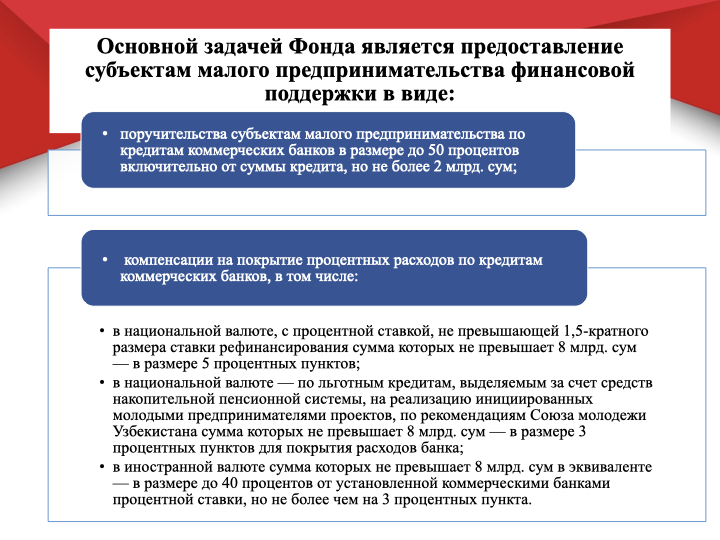 Основной задачей Фонда является предоставление
субъектам малого предпринимательства финансовой
поддержки в виде:
• поручительства субъектам малого предпринимательства по
кредитам коммерческих банков в размере до 50 процентов
включительно от суммы кредита, но не более 2 млрд. сум;
• компенсации на покрытие процентных расходов по кредитам
коммерческих банков, в том числе:
• в национальной валюте, с процентной ставкой, не превышающей 1,5-кратного
размера ставки рефинансирования сумма которых не превышает 8 млрд. сум
— в размере 5 процентных пунктов;
• в национальной валюте — по льготным кредитам, выделяемым за счет средств
накопительной пенсионной системы, на реализацию инициированных
молодыми предпринимателями проектов, по рекомендациям Союза молодежи
Узбекистана сумма которых не превышает 8 млрд. сум — в размере 3
процентных пунктов для покрытия расходов банка;
• в иностранной валюте сумма которых не превышает 8 млрд. сум в эквиваленте
— в размере до 40 процентов от установленной коммерческими банками
процентной ставки, но не более чем на 3 процентных пункта.